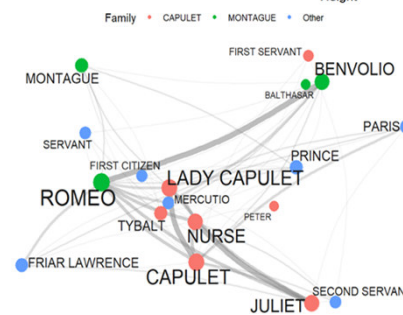 Family CAPULET MONTAGUE Other
FIRST SERVANT
BENVOLIO
MONTAGUE
BALTHASAR
PARIS
SERVANT
PRINCE
FIRST CITIZEN
LADY CAPULET
ROMEO
MERCUTIO
PETER
TYBALT
NURSE
FRIAR LAWRENCE
CAPULET
SECOND SERVAN
JULIET